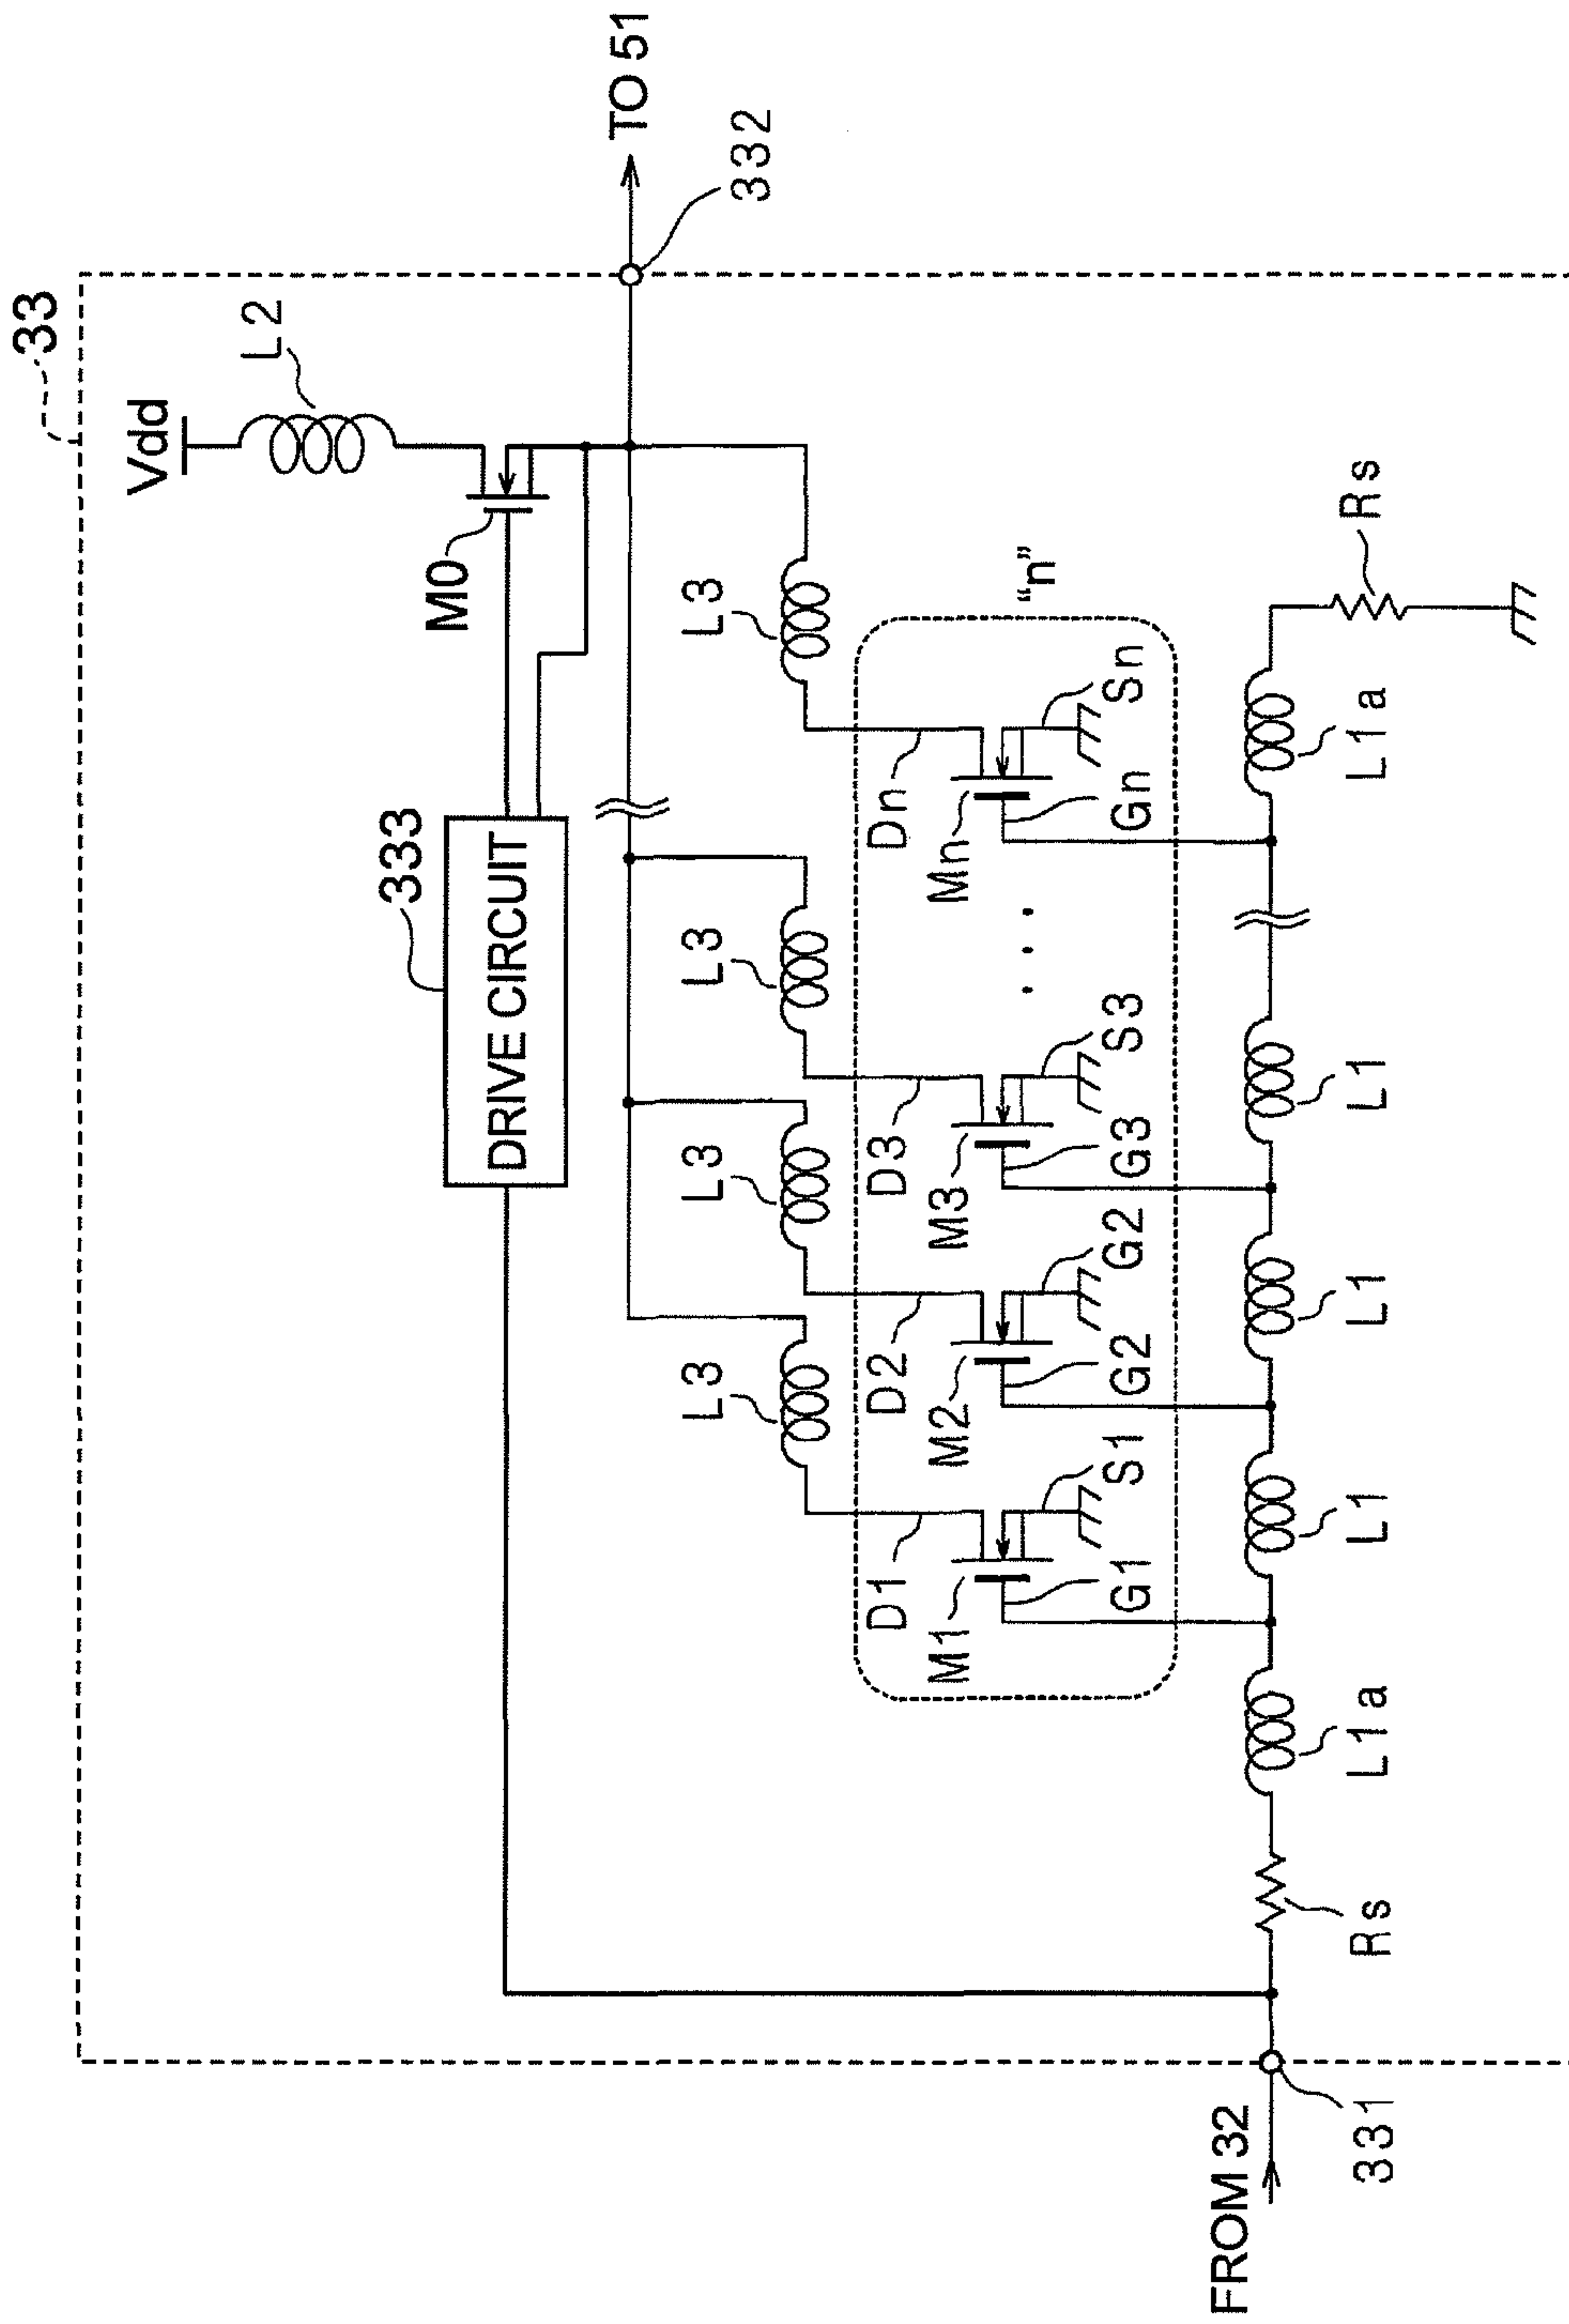 33
Vdd
L2
M0
333
DRIVE CIRCUIT
TO 51
332
L3
L3
L3
L3
"n"
D1
D2
D3
Dn
M1
M2
M3
Mn
. . .
G1
S1
G2
G2
G3
S3
Gn
Sn
FROM 32
331
Rs
L1a
L1
L1
L1
L1a
Rs